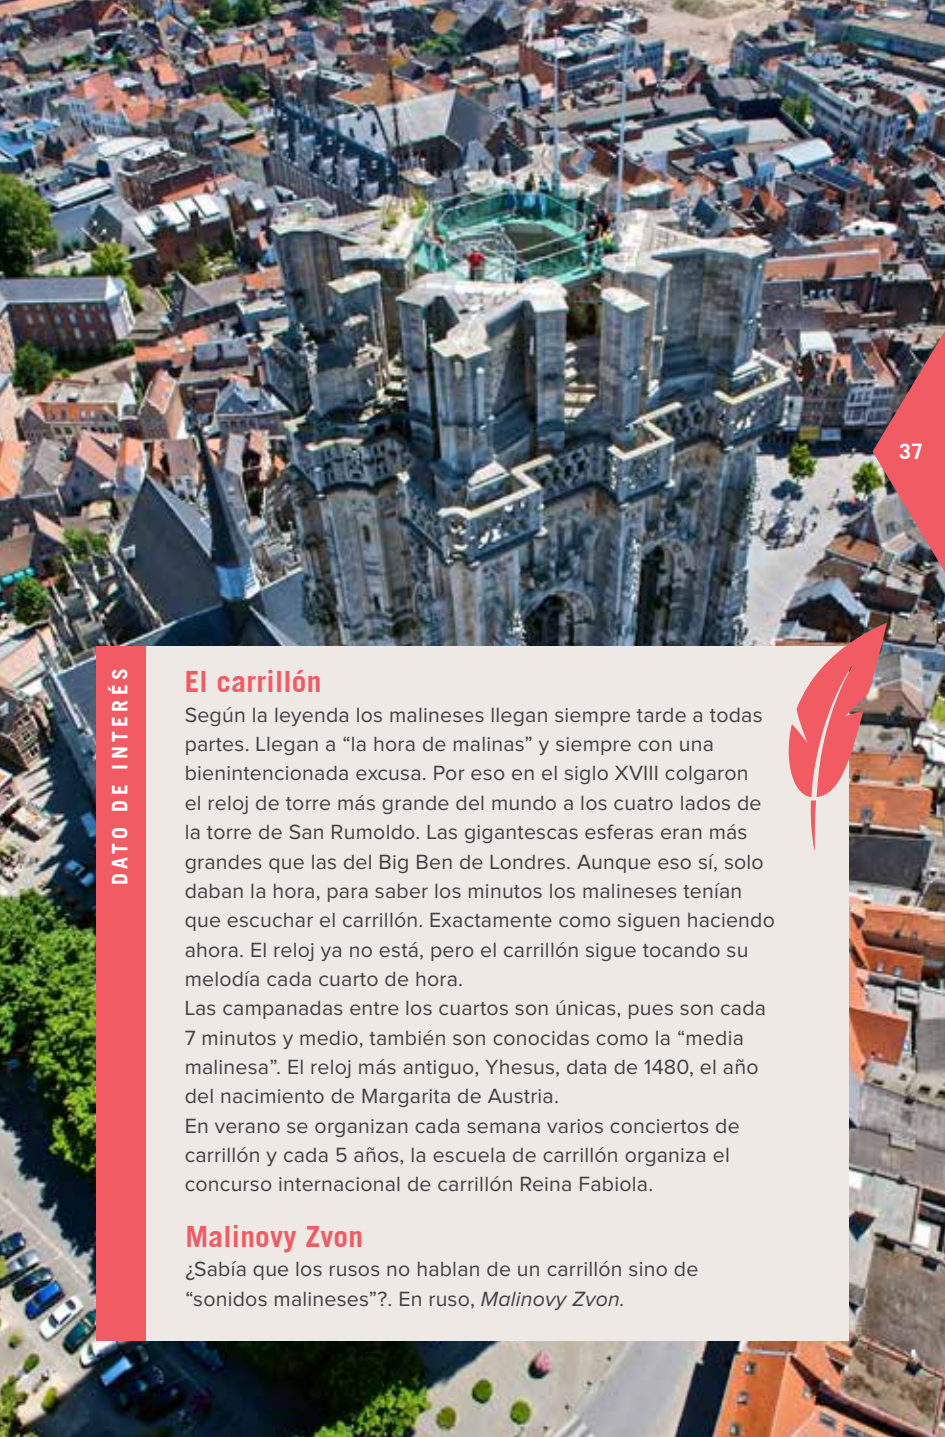 37
DATO DE INTERÉS
El carrillón
Según la leyenda los malineses llegan siempre tarde a todas
partes. Llegan a “la hora de malinas” y siempre con una
bienintencionada excusa. Por eso en el siglo XVIII colgaron
el reloj de torre más grande del mundo a los cuatro lados de
la torre de San Rumoldo. Las gigantescas esferas eran más
grandes que las del Big Ben de Londres. Aunque eso sí, solo
daban la hora, para saber los minutos los malineses tenían
que escuchar el carrillón. Exactamente como siguen haciendo
ahora. El reloj ya no está, pero el carrillón sigue tocando su
melodía cada cuarto de hora.
Las campanadas entre los cuartos son únicas, pues son cada
7 minutos y medio, también son conocidas como la “media
malinesa”. El reloj más antiguo, Yhesus, data de 1480, el año
del nacimiento de Margarita de Austria.
En verano se organizan cada semana varios conciertos de
carrillón y cada 5 años, la escuela de carrillón organiza el
concurso internacional de carrillón Reina Fabiola.
Malinovy Zvon
¿Sabía que los rusos no hablan de un carrillón sino de
“sonidos malineses”?. En ruso, Malinovy Zvon.